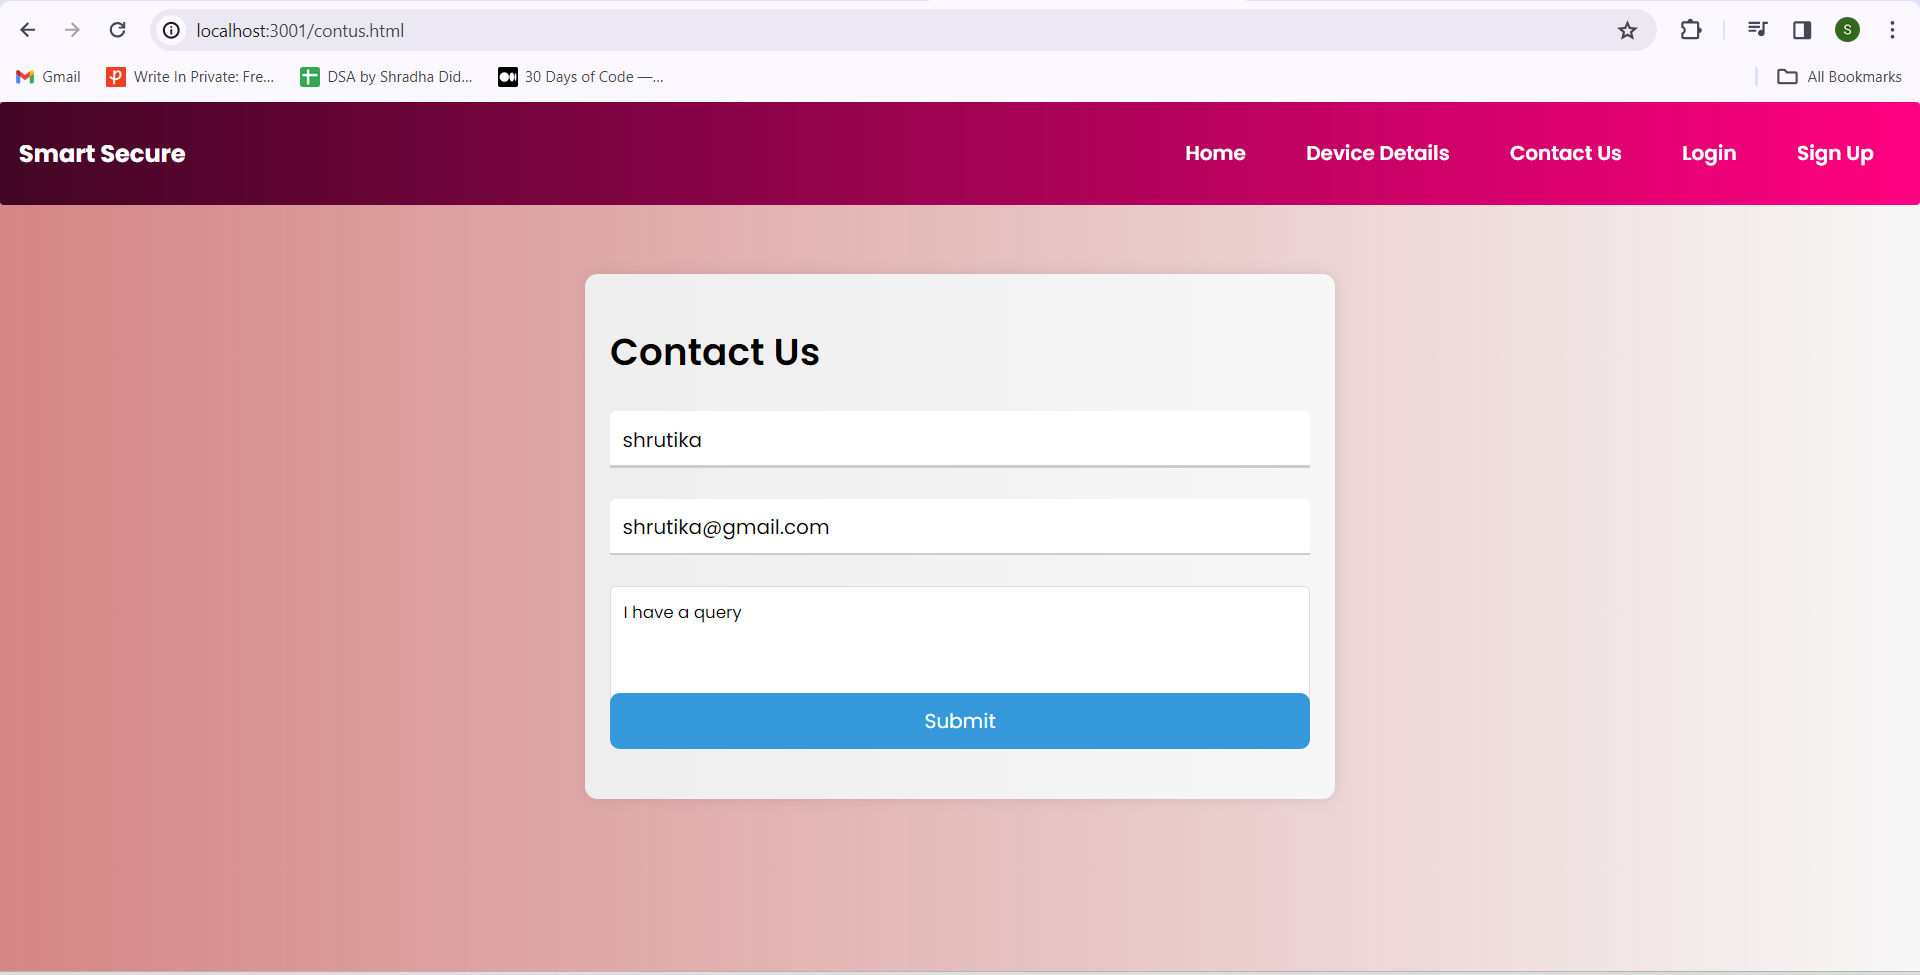 localhost:3001/contus.html
S
Gmail
Write In Private: Fre...
DSA by Shradha Did...
30 Days of Code —...
All Bookmarks
Smart Secure
Home
Device Details
Contact Us
Login
Sign Up
Contact Us
shrutika
shrutika@gmail.com
I have a query
Submit